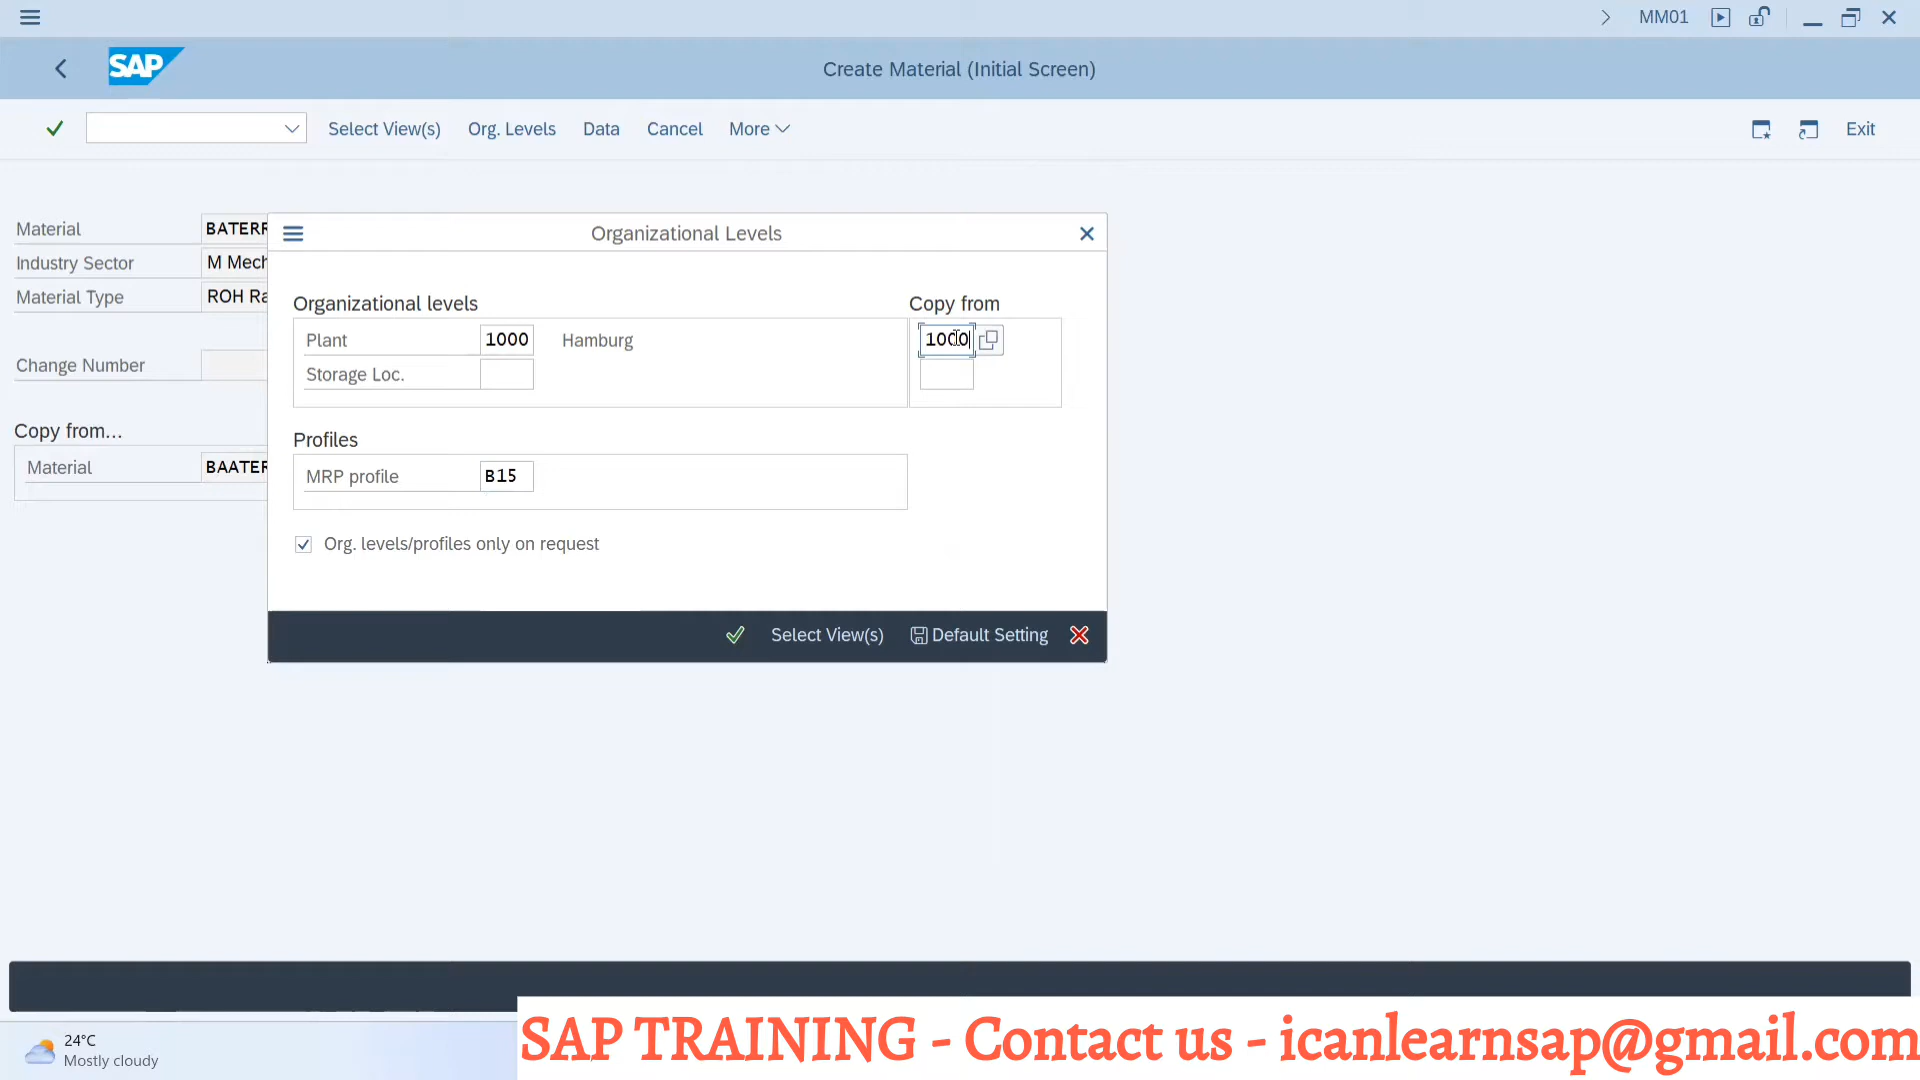 MM01
SAP
Create Material (Initial Screen)
Select View(s) Org. Levels Data Cancel More Exit
Material BATERR
Industry Sector M Mech
Material Type ROH Ra
Change Number
Copy from...
Material BAATER
Organizational Levels
Organizational levels Copy from
Plant 1000 Hamburg 1000
Storage Loc.
Profiles
MRP profile B15
Org. levels/profiles only on request
Select View(s) Default Setting
24°C
Mostly cloudy
SAP TRAINING - Contact us - icanlearnsap@gmail.com